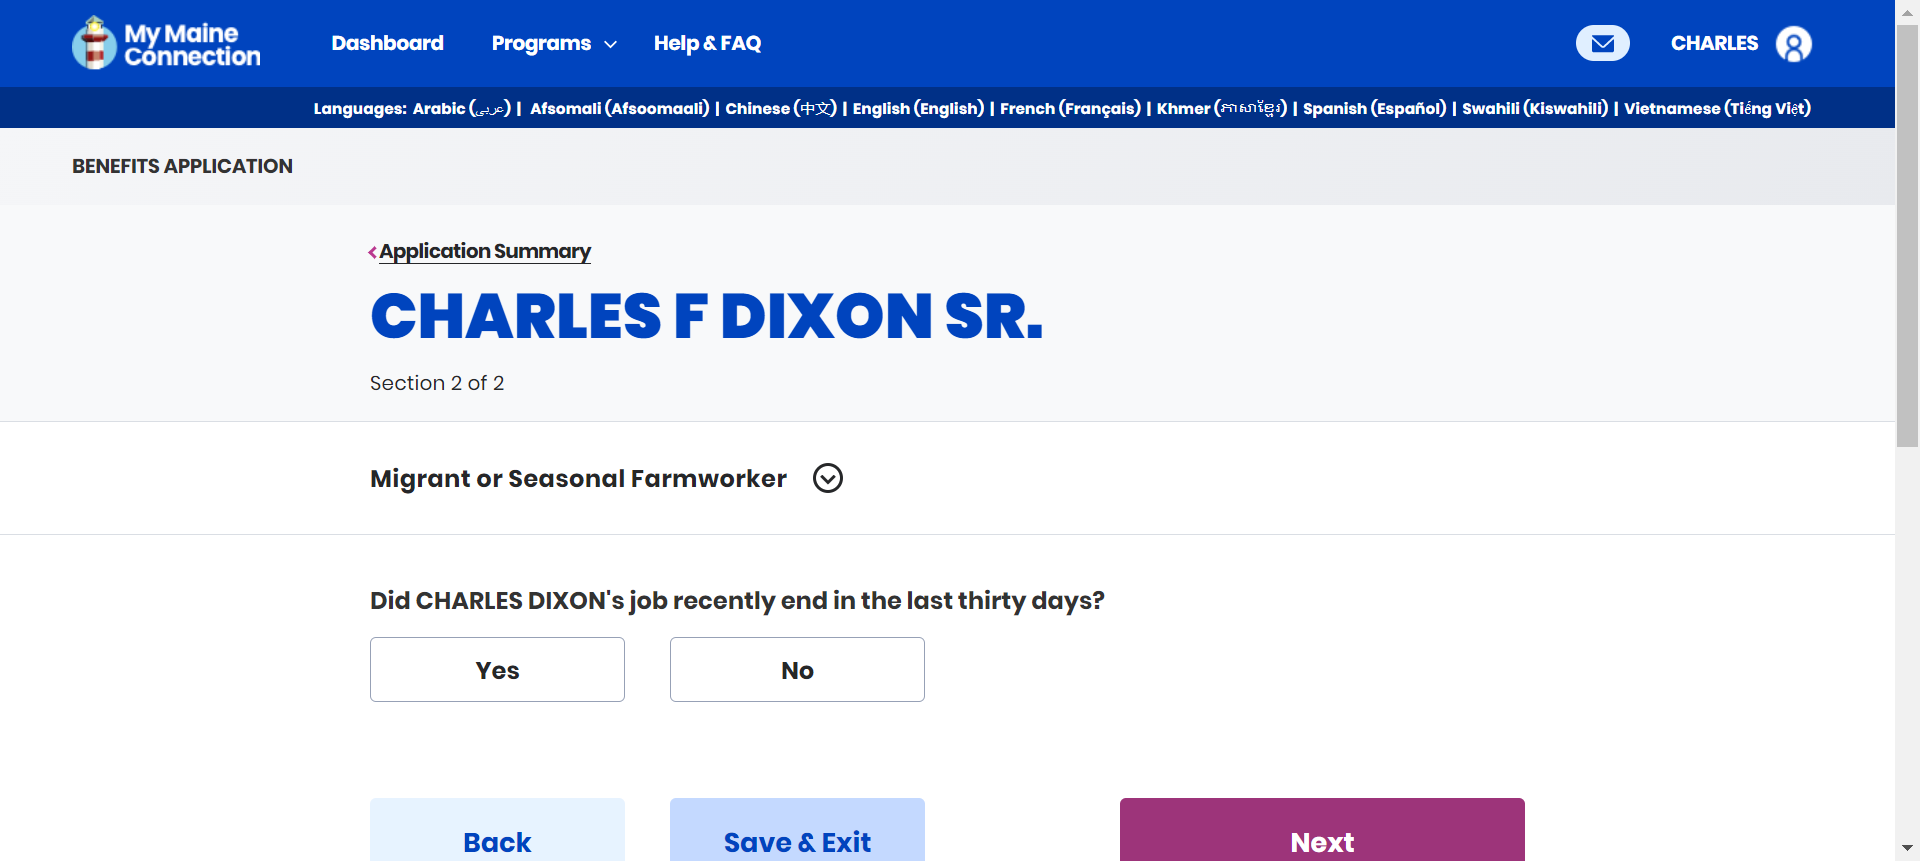 My Maine
Connection
Dashboard
Programs
Help & FAQ
CHARLES
Languages: Arabic (عربى) | Afsomali (Afsoomaali) | Chinese (中文) | English (English) | French (Français) | Khmer (ភាសាខ្មែរ) | Spanish (Español) | Swahili (Kiswahili) | Vietnamese (Tiếng Việt)
BENEFITS APPLICATION
Application Summary
CHARLES F DIXON SR.
Section 2 of 2
Migrant or Seasonal Farmworker
Did CHARLES DIXON's job recently end in the last thirty days?
Yes
No
Back
Save & Exit
Next